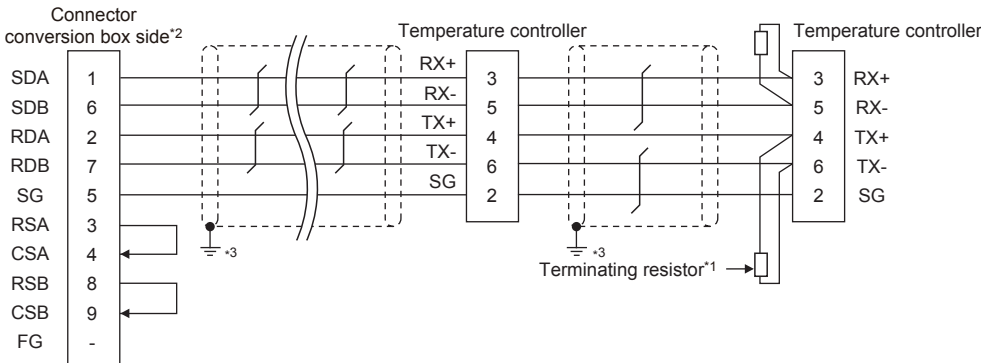 Connector
conversion box side*2
Temperature controller
Temperature controller
SDA 1 RX+ 3 3 RX+
SDB 6 RX- 5 5 RX-
RDA 2 TX+ 4 4 TX+
RDB 7 TX- 6 6 TX-
SG 5 SG 2 2 SG
RSA 3
CSA 4 *3 *3
Terminating resistor*1
RSB 8
CSB 9
FG -